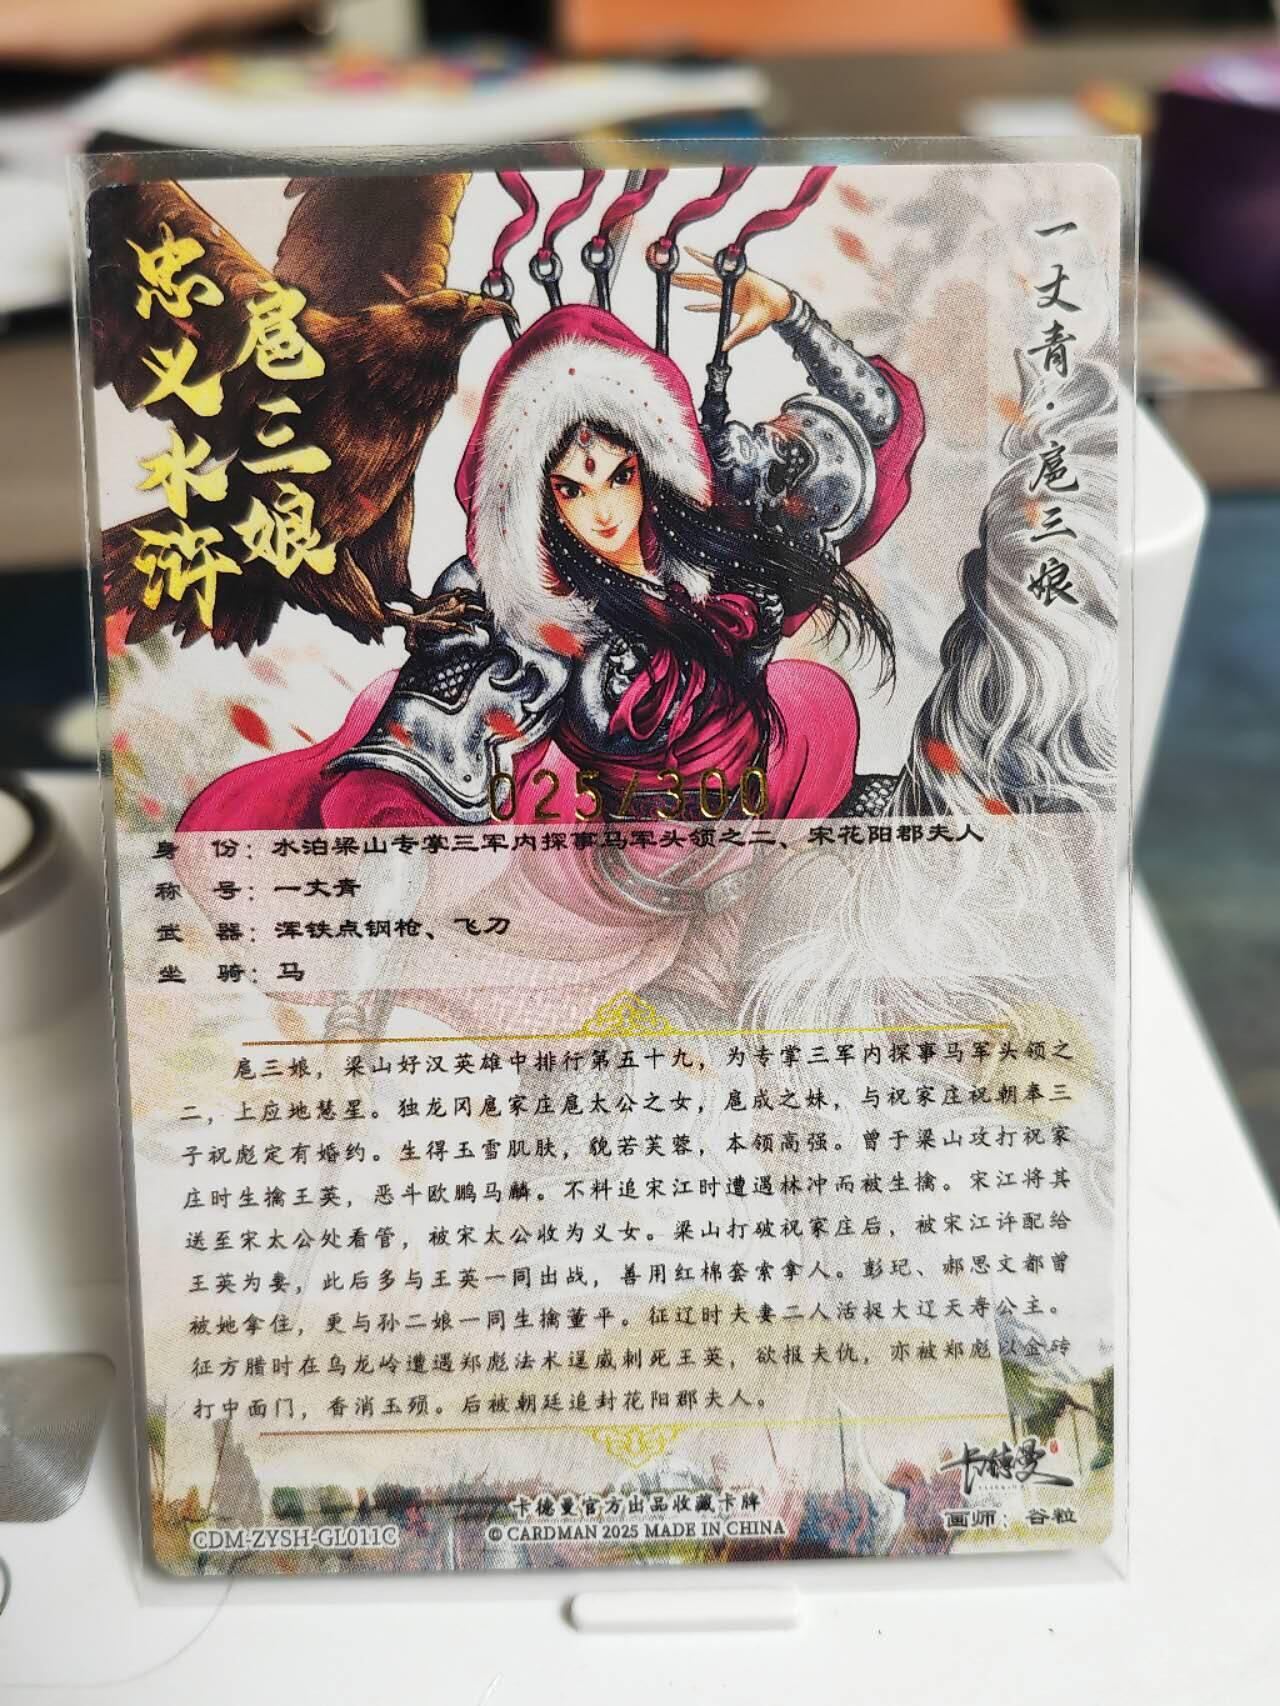 忠义水浒
扈三娘
一丈青·扈三娘
025/300
身 份：水泊梁山专掌三军内探事马军头领之二、宋花阳郡夫人
称 号：一丈青
武 器：浑铁点钢枪、飞刀
坐 骑：马
扈三娘，梁山好汉英雄中排行第五十九，为专掌三军内探事马军头领之
二，上应地慧星。独龙冈扈家庄扈太公之女，扈成之妹，与祝家庄祝朝奉三
子祝彪定有婚约。生得玉雪肌肤，貌若芙蓉，本领高强。曾于梁山攻打祝家
庄时生擒王英，恶斗欧鹏马麟。不料追宋江时遭遇林冲而被生擒。宋江将其
送至宋太公处看管，被宋太公收为义女。梁山打破祝家庄后，被宋江许配给
王英为妻，此后多与王英一同出战，善用红棉套索拿人。彭玘、郝思文都曾
被她拿住，更与孙二娘一同生擒董平。征辽时夫妻二人活捉大辽天寿公主。
征方腊时在乌龙岭遭遇郑彪法术逞威刺死王英，欲报夫仇，亦被郑彪以金砖
打中面门，香消玉殒。后被朝廷追封花阳郡夫人。
卡德曼
画师：谷粒
卡德曼官方出品收藏卡牌
© CARDMAN 2025 MADE IN CHINA
CDM-ZYSH-GL011C